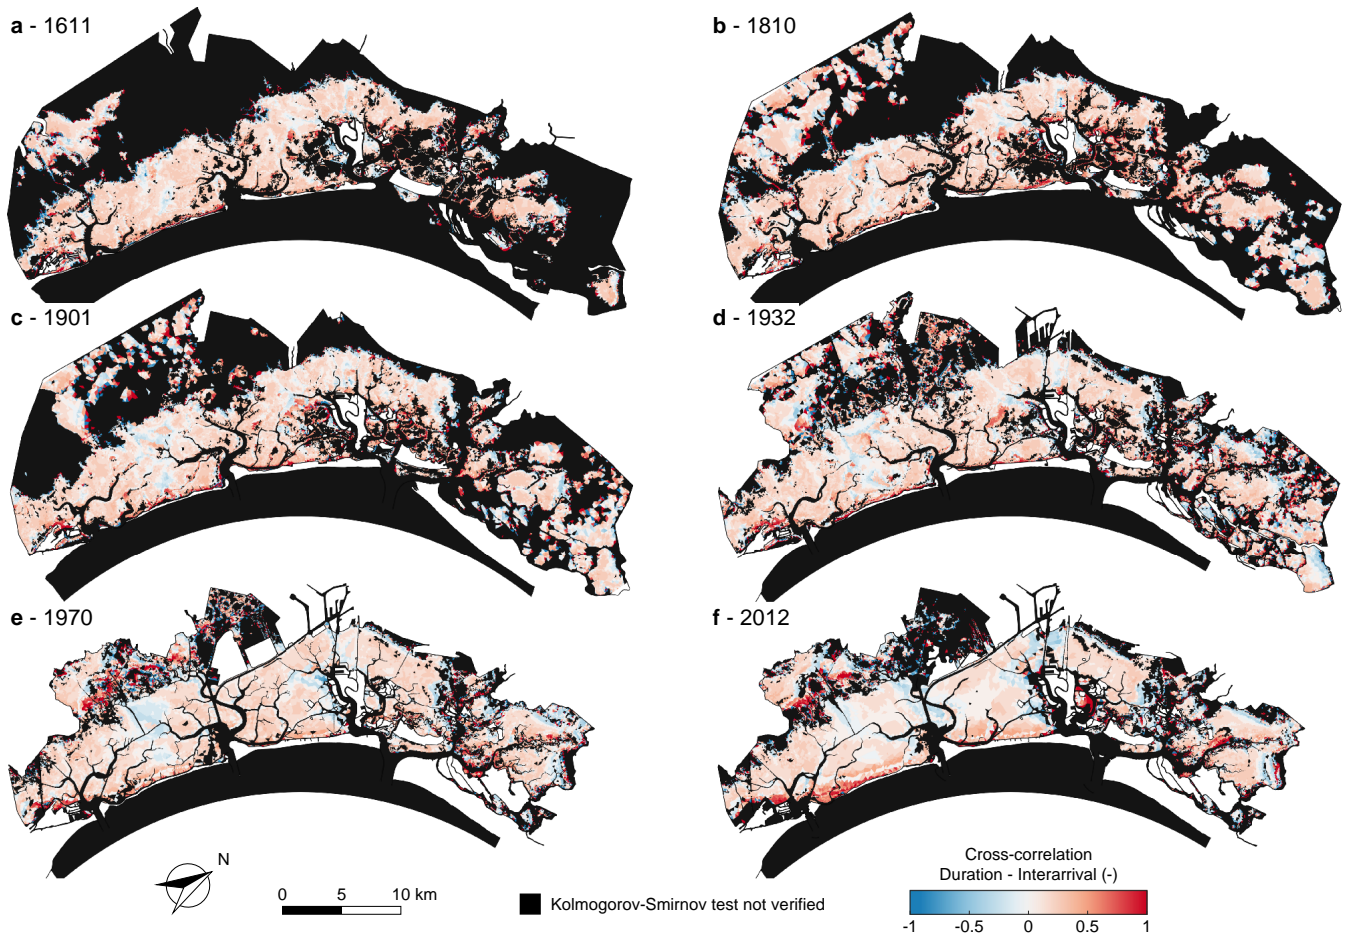 a - 1611
b - 1810
c - 1901
d - 1932
e - 1970
f - 2012
N
0 5 10 km
Kolmogorov-Smirnov test not verified
Cross-correlation
Duration - Interarrival (-)
-1 -0.5 0 0.5 1